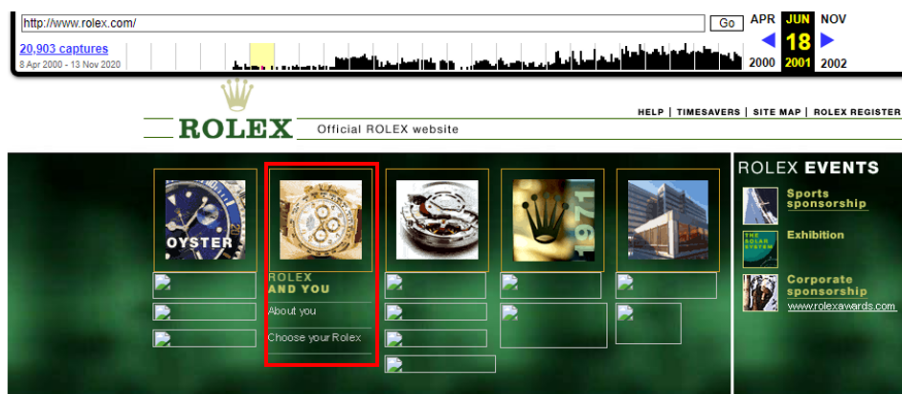 http://www.rolex.com/
Go
APR JUN NOV
20,903 captures
18
8 Apr 2000 - 13 Nov 2020
2000 2001 2002
HELP | TIMESAVERS | SITE MAP | ROLEX REGISTER
ROLEX
Official ROLEX website
ROLEX EVENTS
OYSTER
1971
Sports
sponsorship
THE
SOLAR
SYSTEM
Exhibition
ROLEX
AND YOU
About you
Choose your Rolex
Corporate
sponsorship
www.rolexawards.com